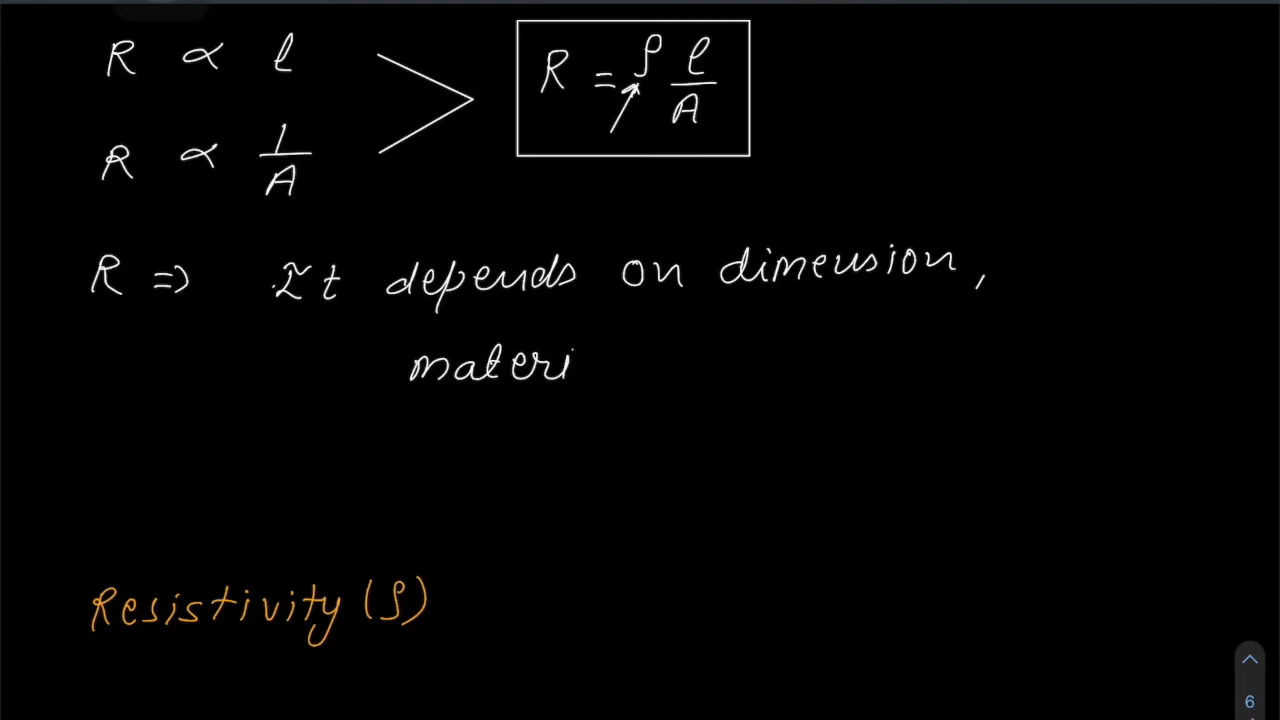 R ∝ l
R = ρ l/A
R ∝ 1/A
R ⇒ It depends on dimension,
materi
Resistivity (ρ)
6